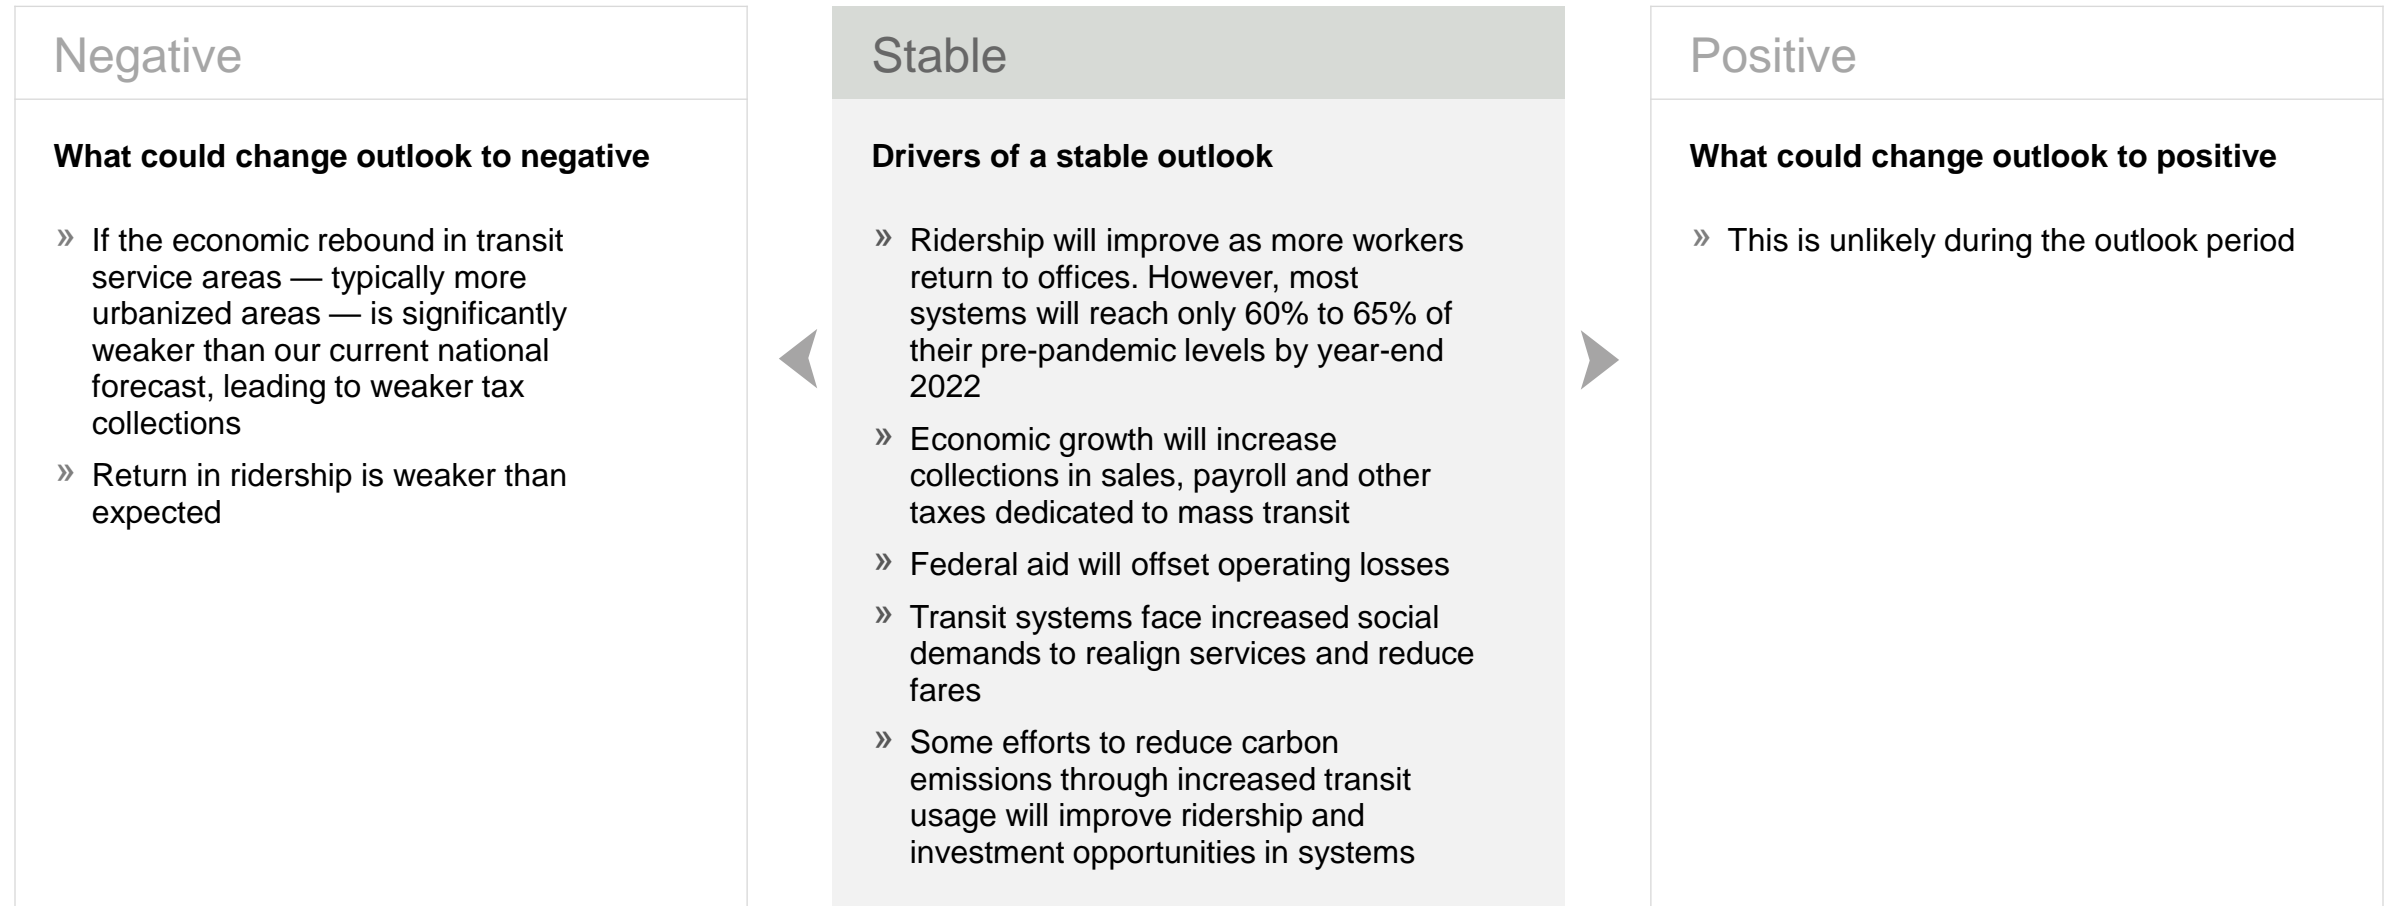 Negative
What could change outlook to negative
» If the economic rebound in transit
service areas — typically more
urbanized areas — is significantly
weaker than our current national
forecast, leading to weaker tax
collections
» Return in ridership is weaker than
expected
Stable
Drivers of a stable outlook
» Ridership will improve as more workers
return to offices. However, most
systems will reach only 60% to 65% of
their pre-pandemic levels by year-end
2022
» Economic growth will increase
collections in sales, payroll and other
taxes dedicated to mass transit
» Federal aid will offset operating losses
» Transit systems face increased social
demands to realign services and reduce
fares
» Some efforts to reduce carbon
emissions through increased transit
usage will improve ridership and
investment opportunities in systems
Positive
What could change outlook to positive
» This is unlikely during the outlook period